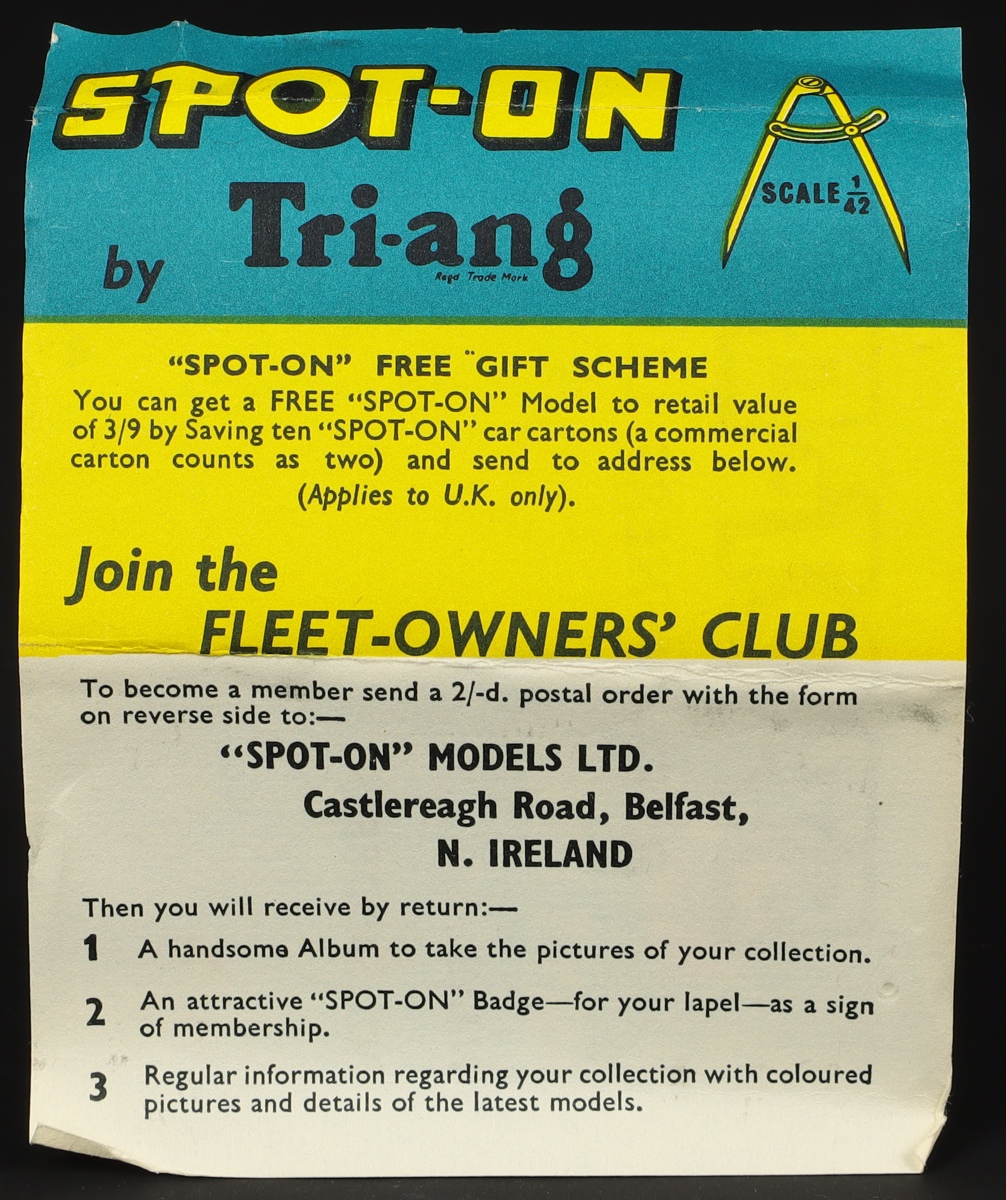 SPOT-ON
by Tri-ang
Regd Trade Mark
SCALE 1/42
“SPOT-ON” FREE GIFT SCHEME
You can get a FREE “SPOT-ON” Model to retail value
of 3/9 by Saving ten “SPOT-ON” car cartons (a commercial
carton counts as two) and send to address below.
(Applies to U.K. only).
Join the
FLEET-OWNERS’ CLUB
To become a member send a 2/-d. postal order with the form
on reverse side to:—
“SPOT-ON” MODELS LTD.
Castlereagh Road, Belfast,
N. IRELAND
Then you will receive by return:—
1 A handsome Album to take the pictures of your collection.
2 An attractive “SPOT-ON” Badge—for your lapel—as a sign
of membership.
3 Regular information regarding your collection with coloured
pictures and details of the latest models.